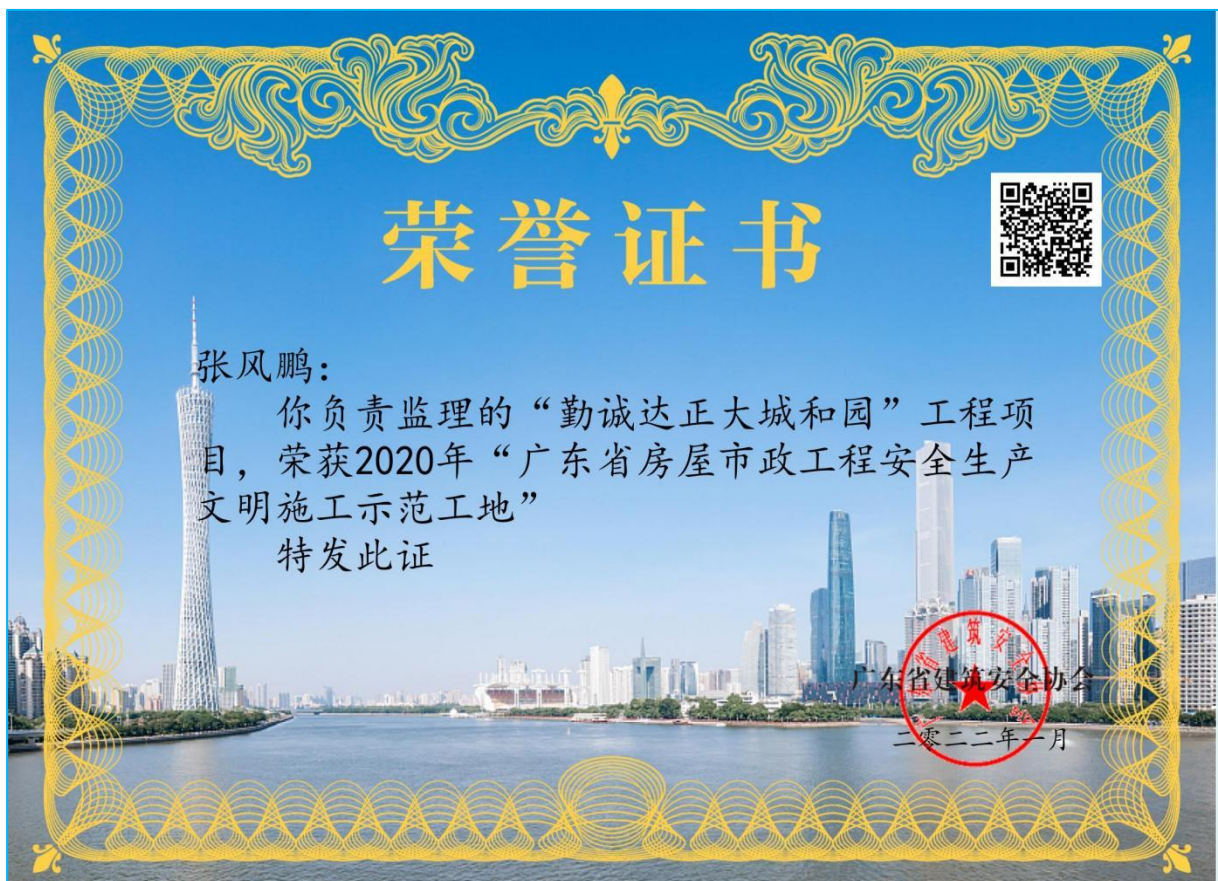 荣誉证书
张风鹏：
你负责监理的“勤诚达正大城和园”工程项
目，荣获2020年“广东省房屋市政工程安全生产
文明施工示范工地”
特发此证
广东省建筑安全协会
二零二二年一月